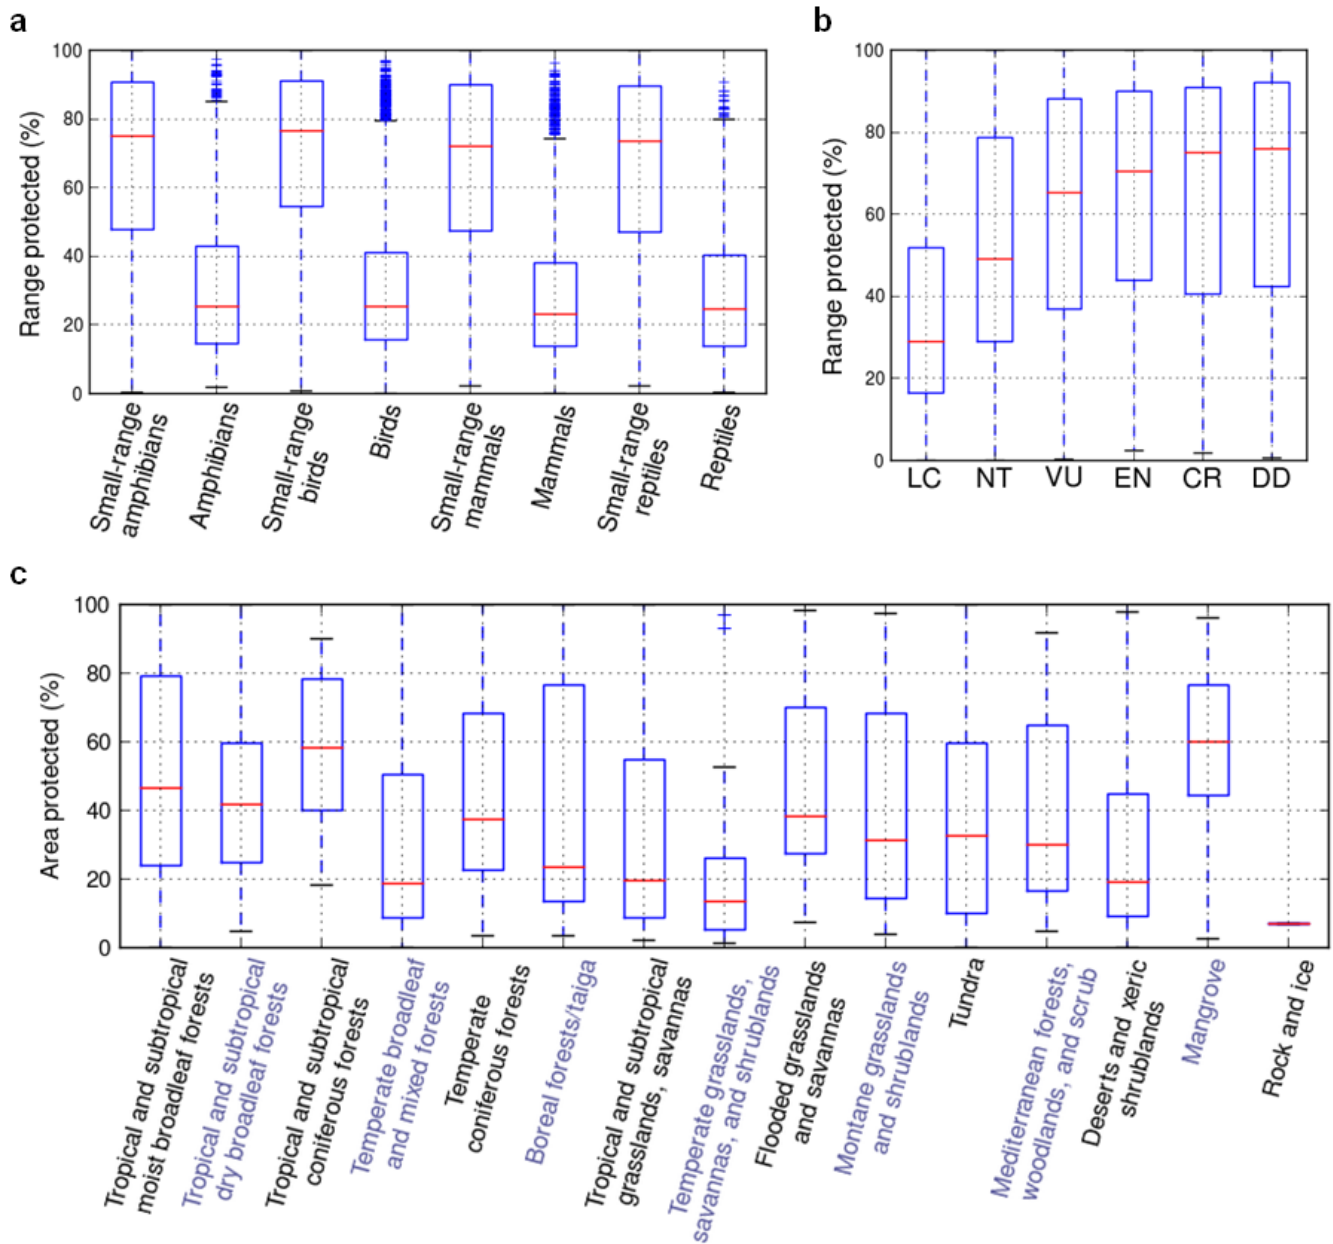 a
100
80
60
40
20
0
Range protected (%)
Small-range
amphibians
Amphibians
Small-range
birds
Birds
Small-range
mammals
Mammals
Small-range
reptiles
Reptiles
b
100
80
60
40
20
0
Range protected (%)
LC NT VU EN CR DD
c
100
80
60
40
20
0
Area protected (%)
Tropical and subtropical
moist broadleaf forests
Tropical and subtropical
dry broadleaf forests
Tropical and subtropical
coniferous forests
Temperate broadleaf
and mixed forests
Temperate
coniferous forests
Boreal forests/taiga
Tropical and subtropical
grasslands, savannas
Temperate grasslands,
savannas, and shrublands
Flooded grasslands
and savannas
Montane grasslands
and shrublands
Tundra
Mediterranean forests,
woodlands, and scrub
Deserts and xeric
shrublands
Mangrove
Rock and ice